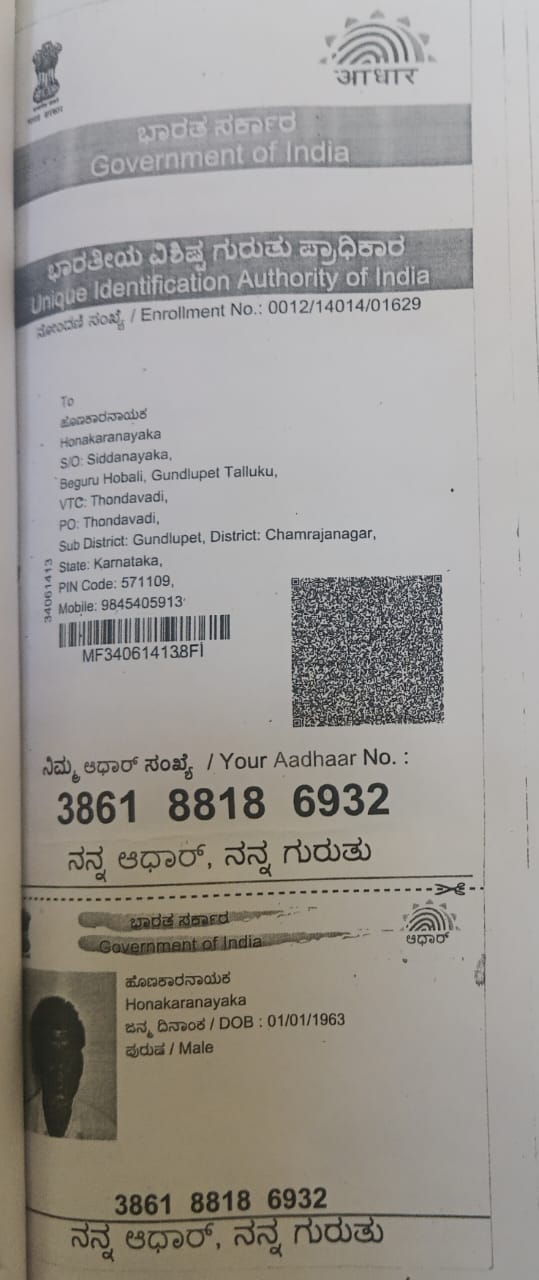 आधार
भारत सरकार
ಭಾರತ ಸರ್ಕಾರ
Government of India
ಭಾರತೀಯ ವಿಶಿಷ್ಟ ಗುರುತು ಪ್ರಾಧಿಕಾರ
Unique Identification Authority of India
ನೋಂದಣಿ ಸಂಖ್ಯೆ / Enrollment No.: 0012/14014/01629
To
ಹೊಣಕಾರನಾಯಕ
Honakaranayaka
S/O: Siddanayaka,
Beguru Hobali, Gundlupet Talluku,
VTC: Thondavadi,
PO: Thondavadi,
Sub District: Gundlupet, District: Chamrajanagar,
State: Karnataka,
PIN Code: 571109,
Mobile: 9845405913
34061413
MF340614138FI
ನಿಮ್ಮ ಆಧಾರ್ ಸಂಖ್ಯೆ / Your Aadhaar No. :
3861 8818 6932
ನನ್ನ ಆಧಾರ್, ನನ್ನ ಗುರುತು
ಭಾರತ ಸರ್ಕಾರ
Government of India
ಆಧಾರ್
ಹೊಣಕಾರನಾಯಕ
Honakaranayaka
ಜನ್ಮ ದಿನಾಂಕ / DOB : 01/01/1963
ಪುರುಷ / Male
3861 8818 6932
ನನ್ನ ಆಧಾರ್, ನನ್ನ ಗುರುತು